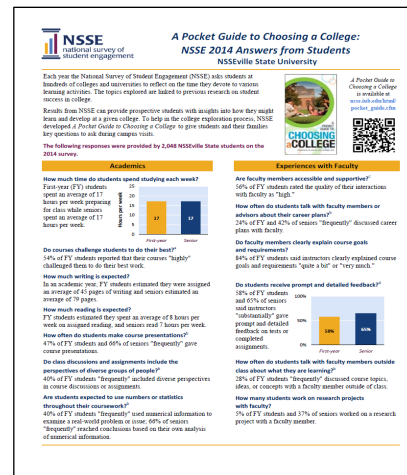 NSSE
national survey of
student engagement
A Pocket Guide to Choosing a College:
NSSE 2014 Answers from Students
NSSEville State University
Each year the National Survey of Student Engagement (NSSE) asks students at
hundreds of colleges and universities to reflect on the time they devote to various
learning activities. The topics explored are linked to previous research on student
success in college.
Results from NSSE can provide prospective students with insights into how they might
learn and develop at a given college. To help in the college exploration process, NSSE
developed A Pocket Guide to Choosing a College to give students and their families
key questions to ask during campus visits.
CHOOSING
A COLLEGE
A Pocket Guide to
Choosing a College
is available at
nsse.iub.edu/html/
pocket_guide.cfm
The following responses were provided by 2,048 NSSEville State students on the
2014 survey.
Academics
How much time do students spend studying each week?
First-year (FY) students
spent an average of 17
hours per week preparing
for class while seniors
spent an average of 17
hours per week.
Hours per week
25
20
15
10
5
0
17
17
First-year
Senior
Do courses challenge students to do their best?ᵃ
54% of FY students reported that their courses "highly"
challenged them to do their best work.
How much writing is expected?
In an academic year, FY students estimated they were assigned
an average of 45 pages of writing and seniors estimated an
average of 79 pages.
How much reading is expected?
FY students estimated they spent an average of 8 hours per
week on assigned reading, and seniors read 7 hours per week.
How often do students make course presentations?ᵇ
47% of FY students and 66% of seniors "frequently" gave
course presentations.
Do class discussions and assignments include the
perspectives of diverse groups of people?ᵇ
40% of FY students "frequently" included diverse perspectives
in course discussions or assignments.
Are students expected to use numbers or statistics
throughout their coursework?ᵇ
40% of FY students "frequently" used numerical information to
examine a real-world problem or issue; 66% of seniors
"frequently" reached conclusions based on their own analysis
of numerical information.
Experiences with Faculty
Are faculty members accessible and supportive?ᶜ
56% of FY students rated the quality of their interactions
with faculty as "high."
How often do students talk with faculty members or
advisors about their career plans?ᵇ
24% of FY and 42% of seniors "frequently" discussed career
plans with faculty.
Do faculty members clearly explain course goals
and requirements?ᵈ
84% of FY students said instructors clearly explained course
goals and requirements "quite a bit" or "very much."
Do students receive prompt and detailed feedback?ᵈ
58% of FY students
and 65% of seniors
said instructors
"substantially" gave
prompt and detailed
feedback on tests or
completed
assignments.
100%
50%
0%
58%
65%
First-year
Senior
How often do students talk with faculty members outside
class about what they are learning?ᵇ
28% of FY students "frequently" discussed course topics,
ideas, or concepts with a faculty member outside of class.
How many students work on research projects
with faculty?
5% of FY students and 37% of seniors worked on a research
project with a faculty member.